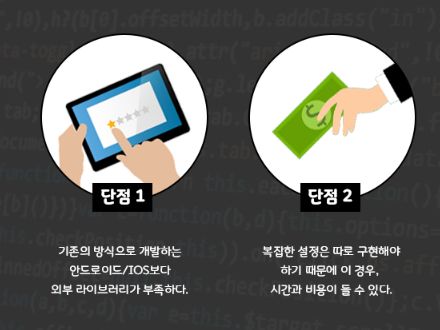 단점 1
기존의 방식으로 개발하는
안드로이드/IOS보다
외부 라이브러리가 부족하다.
단점 2
복잡한 설정은 따로 구현해야
하기 때문에 이 경우,
시간과 비용이 들 수 있다.